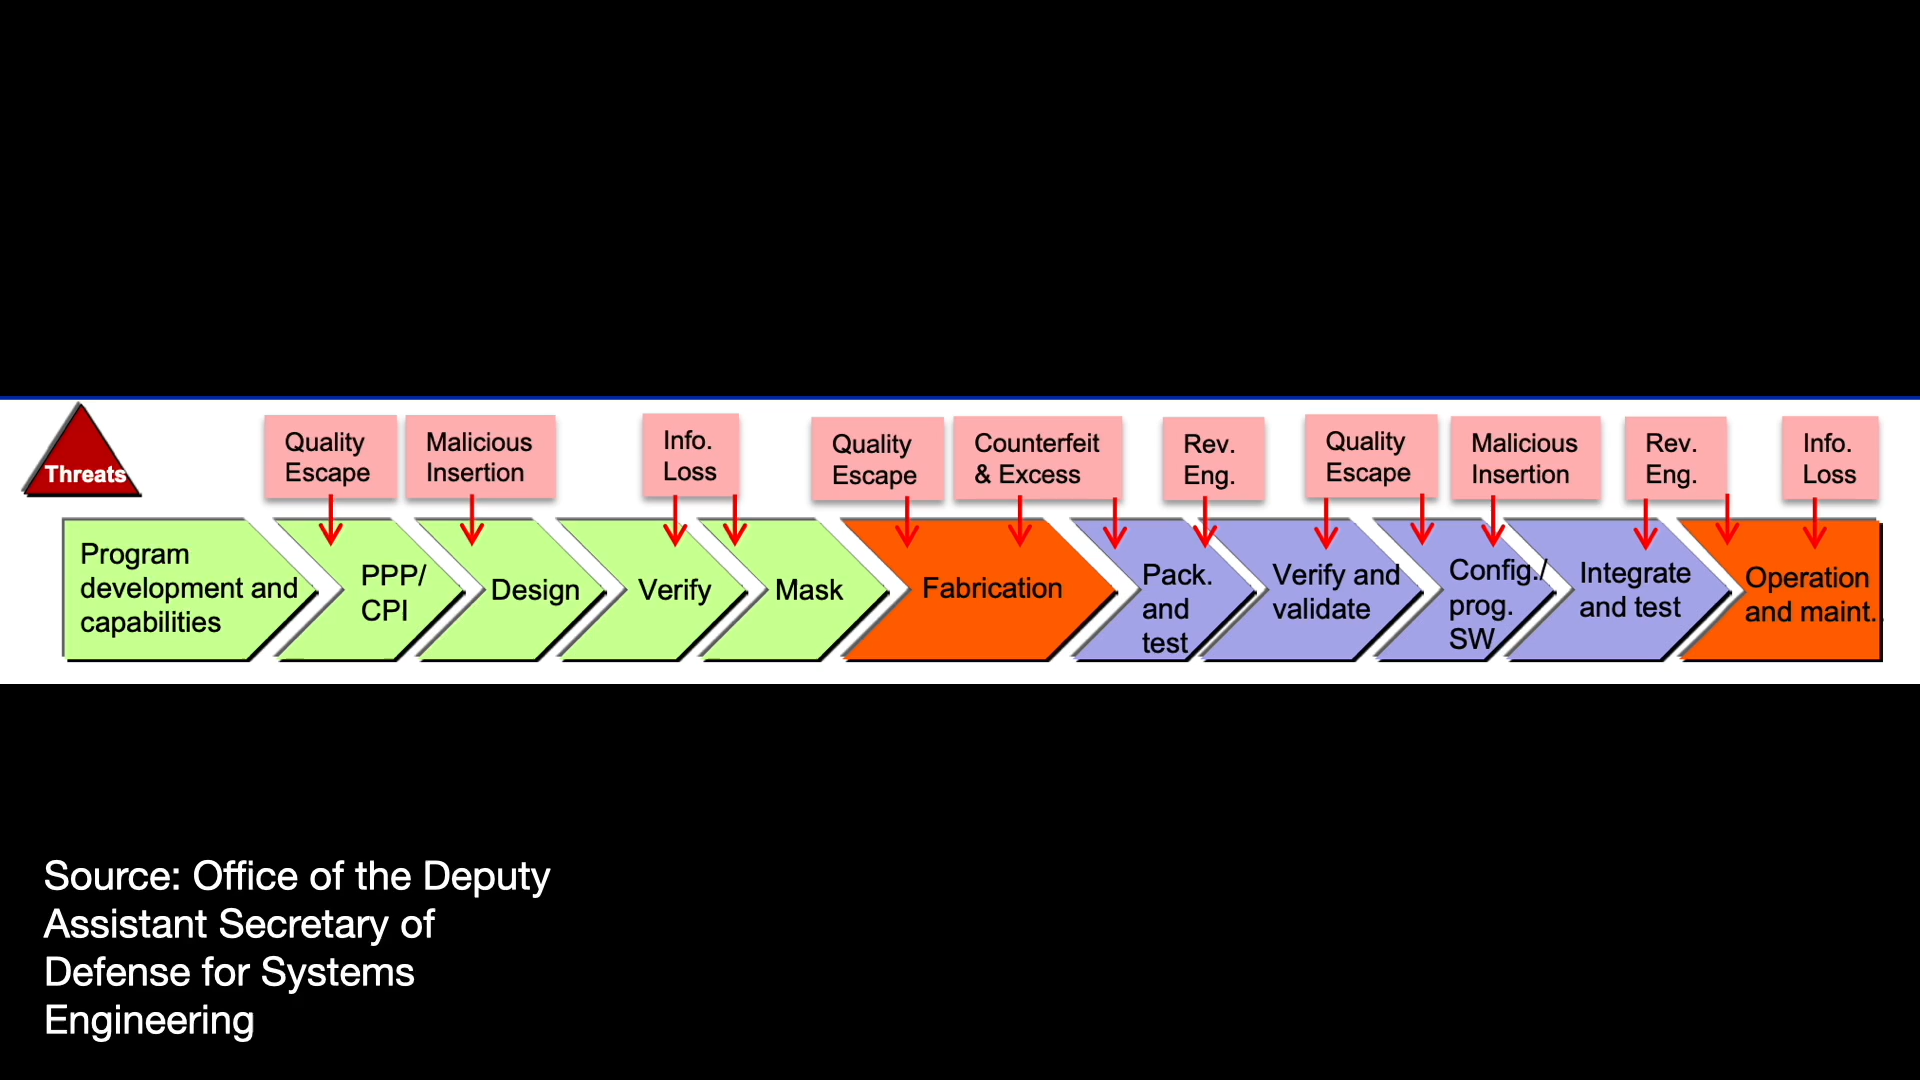 Threats
Quality
Escape
Malicious
Insertion
Info.
Loss
Quality
Escape
Counterfeit
& Excess
Rev.
Eng.
Quality
Escape
Malicious
Insertion
Rev.
Eng.
Info.
Loss
Program
development and
capabilities
PPP/
CPI
Design
Verify
Mask
Fabrication
Pack.
and
test
Verify and
validate
Config./
prog.
SW
Integrate
and test
Operation
and maint..
Source: Office of the Deputy
Assistant Secretary of
Defense for Systems
Engineering